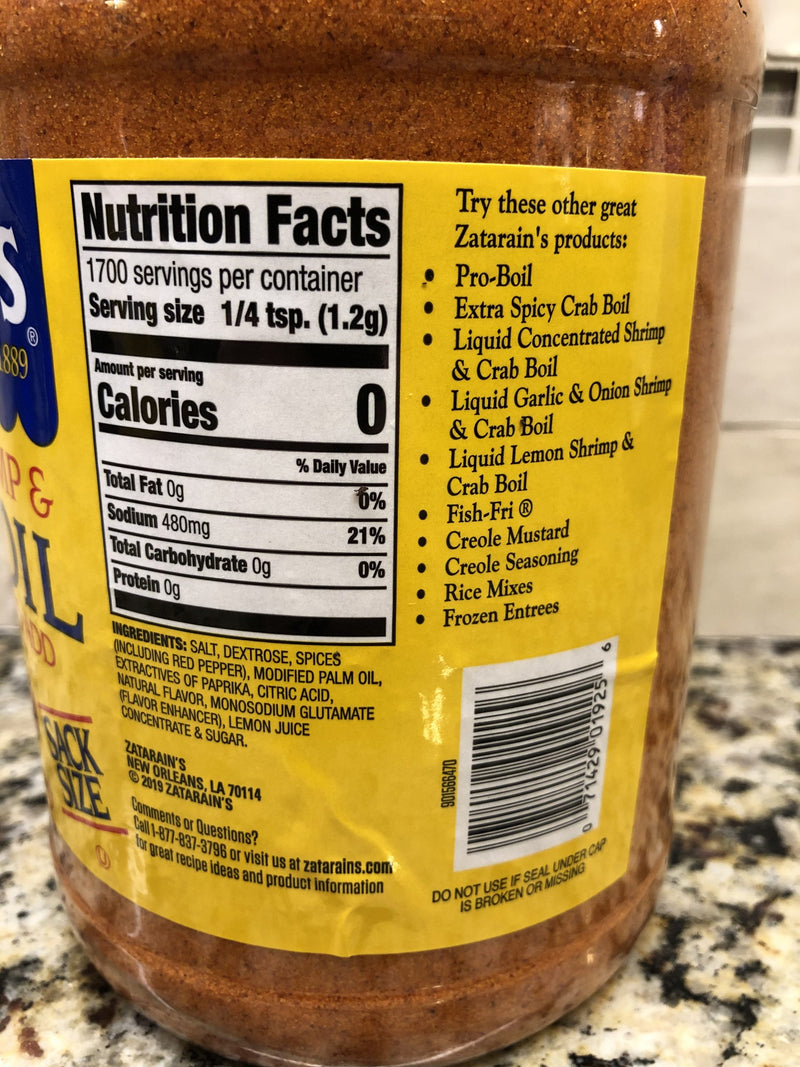 S
®
1889
P &
IL
ADD
SACK
SIZE
Nutrition Facts
1700 servings per container
Serving size 1/4 tsp. (1.2g)
Amount per serving
Calories 0
% Daily Value
Total Fat 0g 0%
Sodium 480mg 21%
Total Carbohydrate 0g 0%
Protein 0g
INGREDIENTS: SALT, DEXTROSE, SPICES
(INCLUDING RED PEPPER), MODIFIED PALM OIL,
EXTRACTIVES OF PAPRIKA, CITRIC ACID,
NATURAL FLAVOR, MONOSODIUM GLUTAMATE
(FLAVOR ENHANCER), LEMON JUICE
CONCENTRATE & SUGAR.
ZATARAIN'S
NEW ORLEANS, LA 70114
© 2019 ZATARAIN'S
Comments or Questions?
Call 1-877-837-3796 or visit us at zatarains.com
for great recipe ideas and product information
U
Try these other great
Zatarain's products:
• Pro-Boil
• Extra Spicy Crab Boil
• Liquid Concentrated Shrimp
& Crab Boil
• Liquid Garlic & Onion Shrimp
& Crab Boil
• Liquid Lemon Shrimp &
Crab Boil
• Fish-Fri ®
• Creole Mustard
• Creole Seasoning
• Rice Mixes
• Frozen Entrees
90156647D
0 71429 01925 6
DO NOT USE IF SEAL UNDER CAP
IS BROKEN OR MISSING